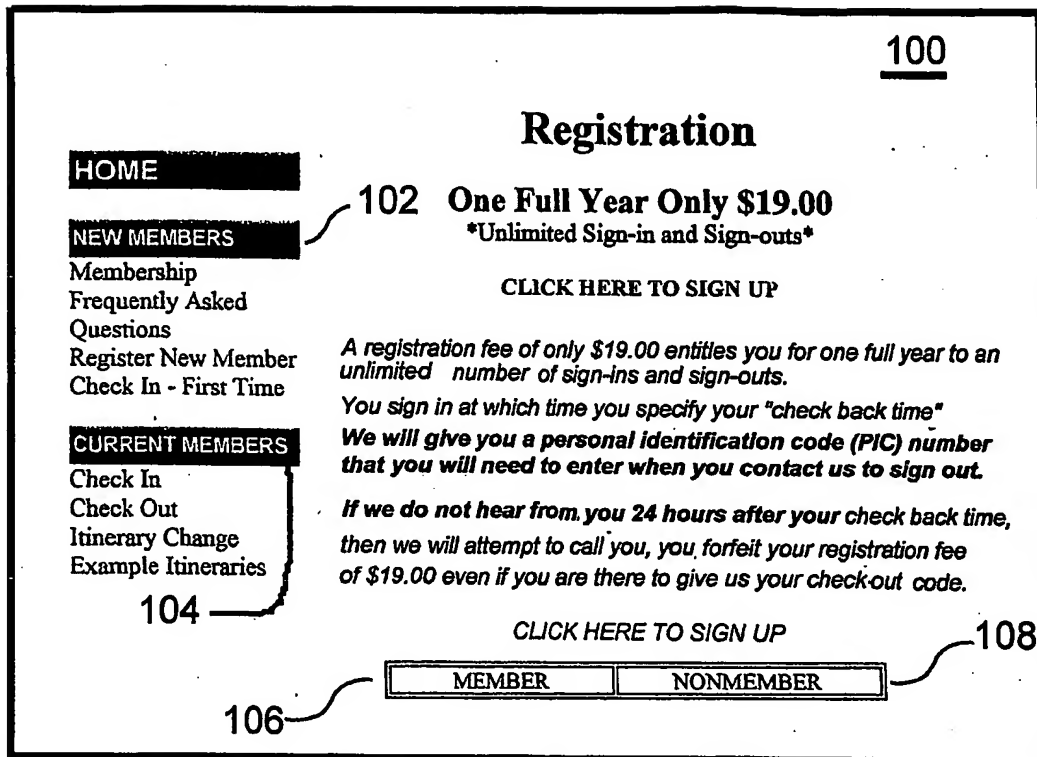 100
Registration
HOME
102
One Full Year Only $19.00
NEW MEMBERS
*Unlimited Sign-in and Sign-outs*
Membership
Frequently Asked
Questions
Register New Member
Check In - First Time
CLICK HERE TO SIGN UP
A registration fee of only $19.00 entitles you for one full year to an
unlimited number of sign-ins and sign-outs.
You sign in at which time you specify your "check back time"
We will give you a personal identification code (PIC) number
that you will need to enter when you contact us to sign out.
CURRENT MEMBERS
Check In
Check Out
Itinerary Change
Example Itineraries
104
If we do not hear from you 24 hours after your check back time,
then we will attempt to call you, you forfeit your registration fee
of $19.00 even if you are there to give us your check-out code.
CLICK HERE TO SIGN UP
108
MEMBER NONMEMBER
106